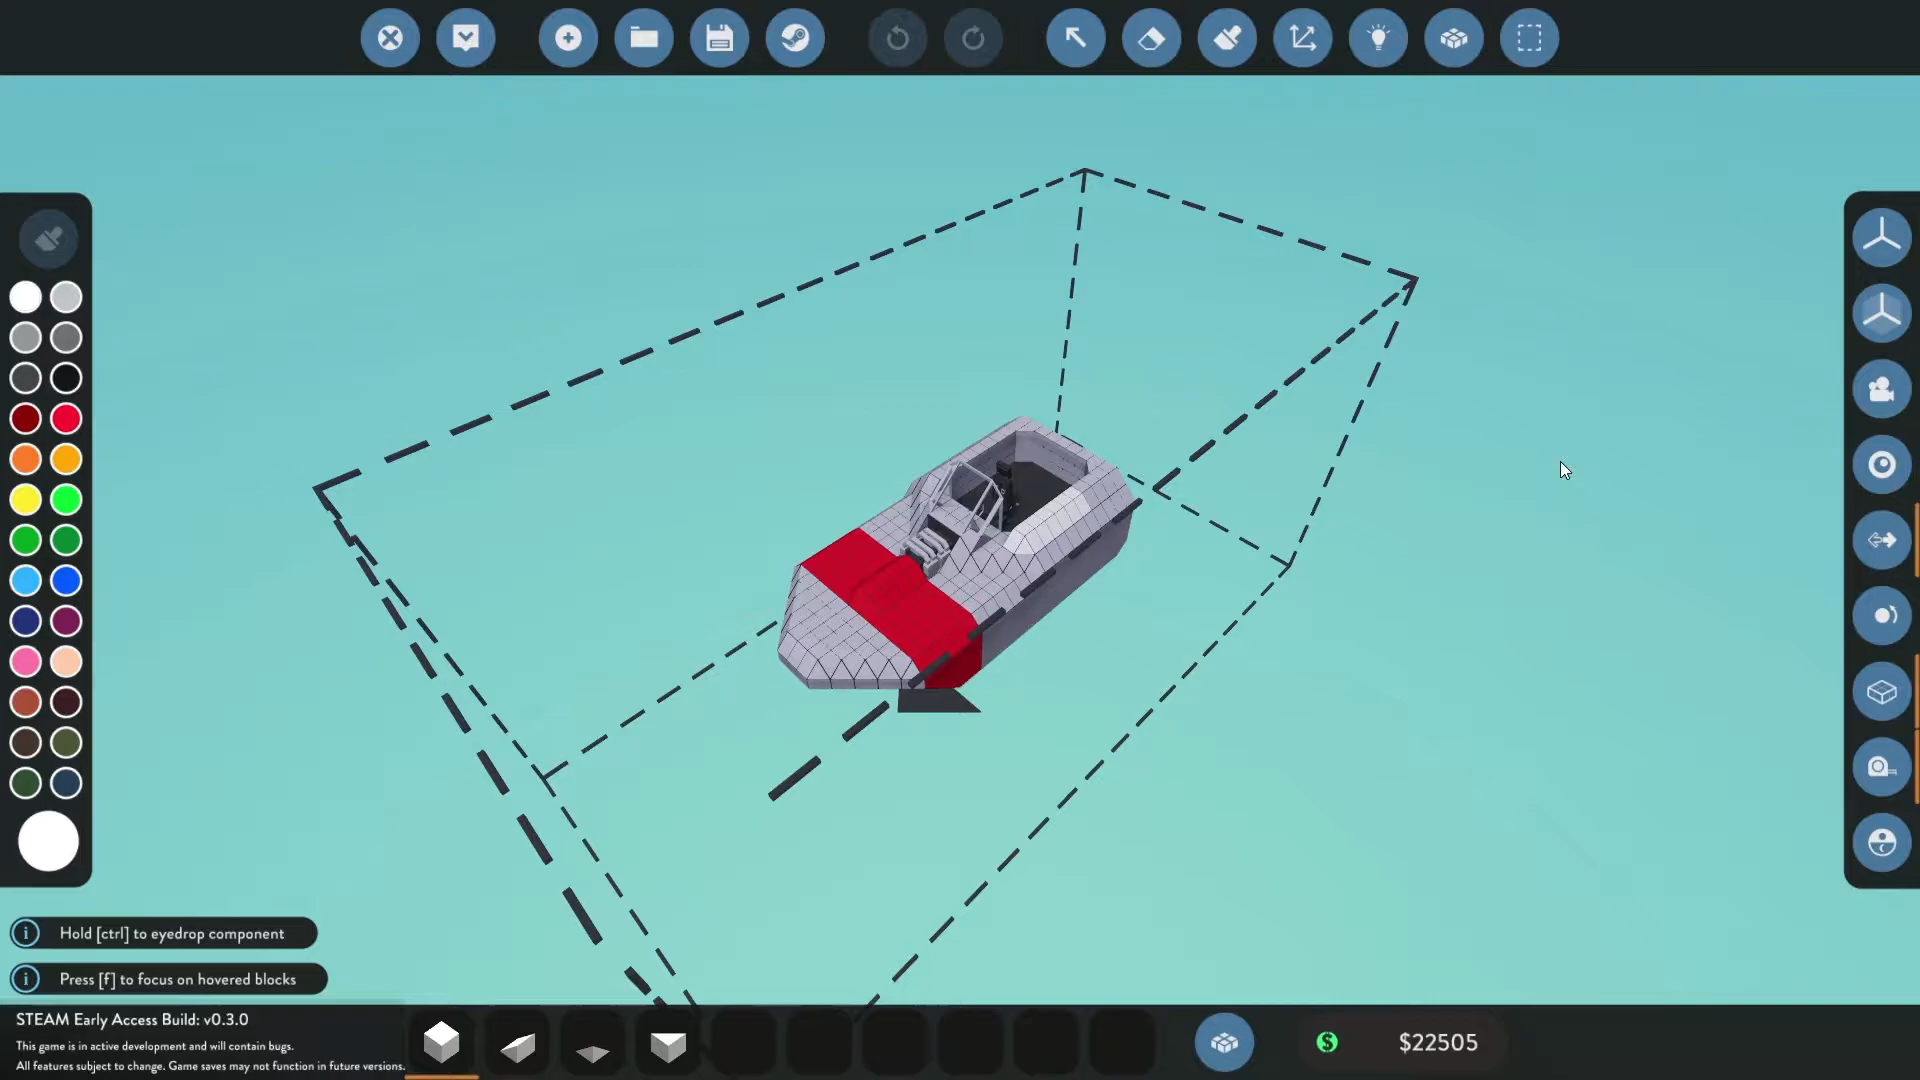 Hold [ctrl] to eyedrop component
Press [f] to focus on hovered blocks
STEAM Early Access Build: v0.3.0
This game is in active development and will contain bugs.
All features subject to change. Game saves may not function in future versions.
$22505